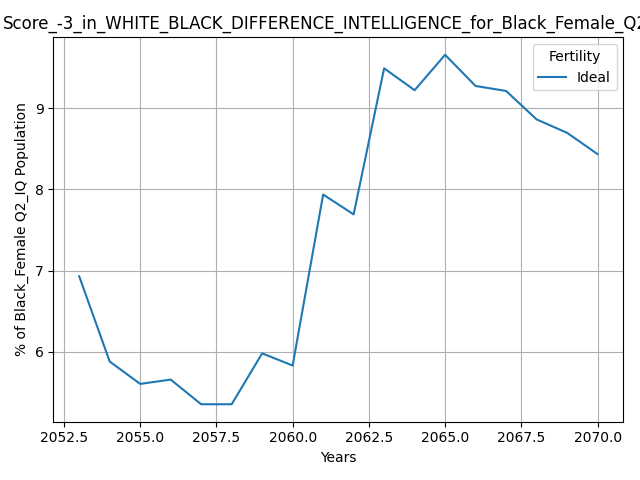 Score_-3_in_WHITE_BLACK_DIFFERENCE_INTELLIGENCE_for_Black_Female_Q2
Fertility
Ideal
% of Black_Female Q2_IQ Population
9
8
7
6
2052.5 2055.0 2057.5 2060.0 2062.5 2065.0 2067.5 2070.0
Years